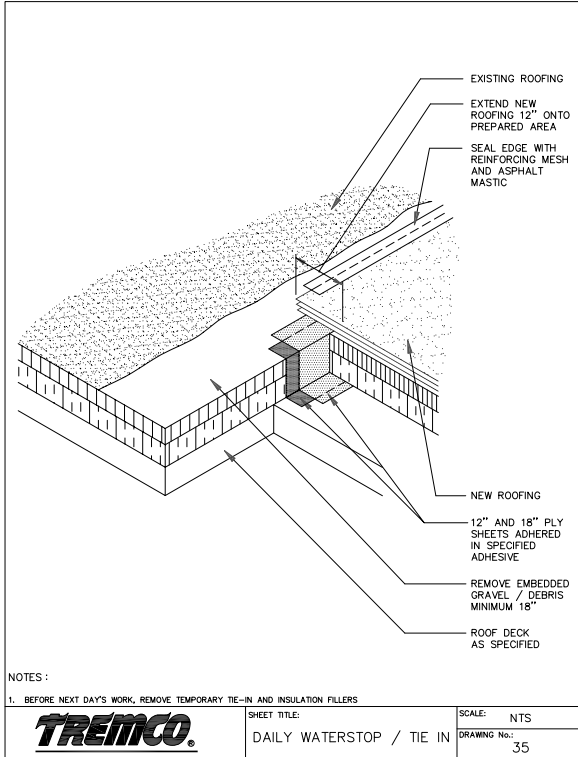 EXISTING ROOFING
EXTEND NEW
ROOFING 12" ONTO
PREPARED AREA
SEAL EDGE WITH
REINFORCING MESH
AND ASPHALT
MASTIC
NEW ROOFING
12" AND 18" PLY
SHEETS ADHERED
IN SPECIFIED
ADHESIVE
REMOVE EMBEDDED
GRAVEL / DEBRIS
MINIMUM 18"
ROOF DECK
AS SPECIFIED
NOTES :
1. BEFORE NEXT DAY'S WORK, REMOVE TEMPORARY TIE-IN AND INSULATION FILLERS
TREMCO®
SHEET TITLE:
DAILY WATERSTOP / TIE IN
SCALE: NTS
DRAWING No.:
35